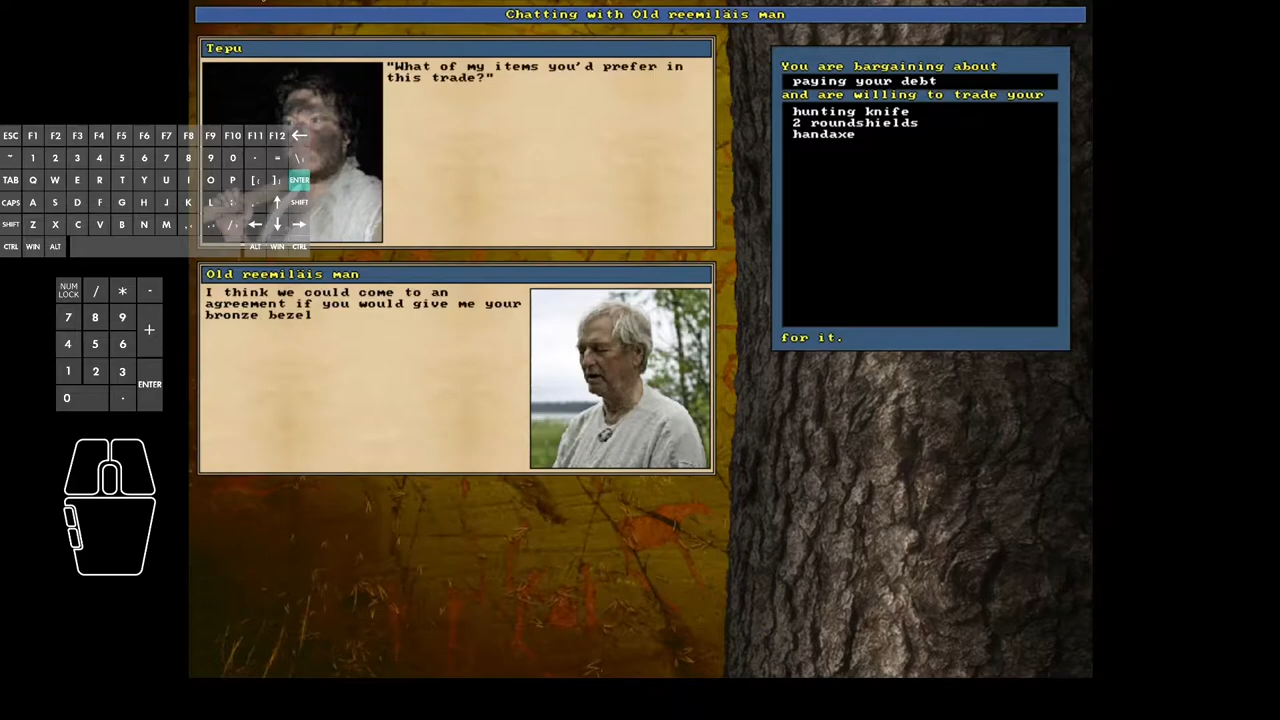 Chatting with Old reemiläis man
Tepu
"What of my items you'd prefer in
this trade?"
You are bargaining about
paying your debt
and are willing to trade your
hunting knife
2 roundshields
handaxe
for it.
ESC F1 F2 F3 F4 F5 F6 F7 F8 F9 F10 F11 F12 ←
~ 1 2 3 4 5 6 7 8 9 0 - = \
TAB Q W E R T Y U I O P [ ] ENTER
CAPS A S D F G H J K L ; ↑ SHIFT
SHIFT Z X C V B N M , . / ← ↓ →
CTRL WIN ALT ALT WIN CTRL
Old reemiläis man
I think we could come to an
agreement if you would give me your
bronze bezel
NUM LOCK / * -
7 8 9 +
4 5 6
1 2 3 ENTER
0 .